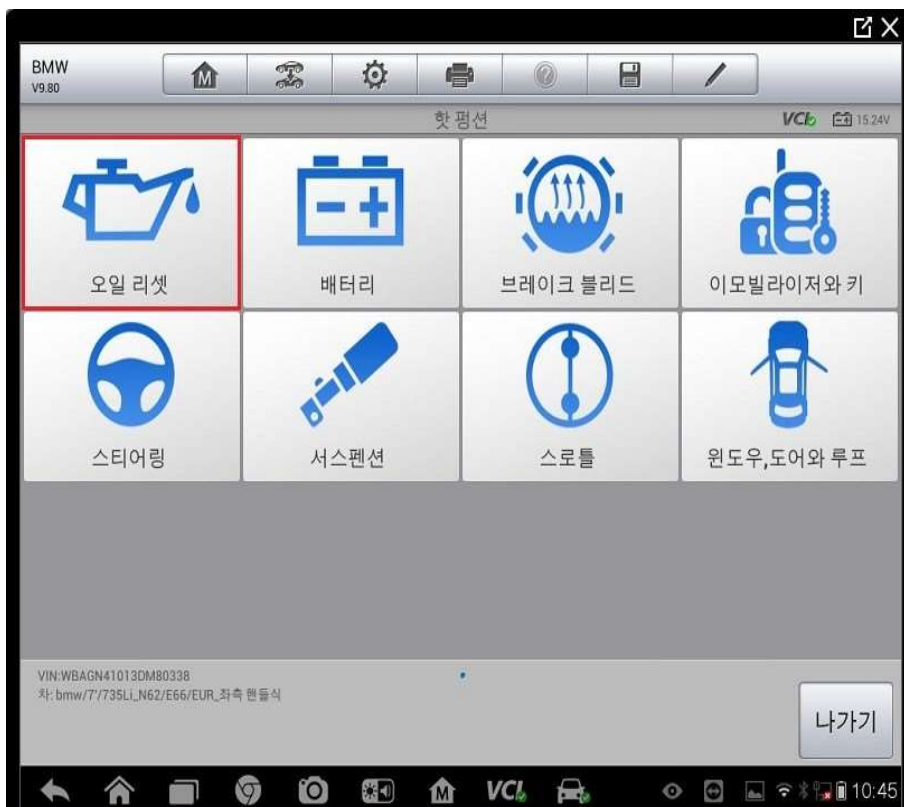 BMW
V9.80
M
핫 펑션
VCI
15.24V
오일 리셋
배터리
브레이크 블리드
이모빌라이저와 키
스티어링
서스펜션
스로틀
윈도우,도어와 루프
VIN:WBAGN41013DM80338
차: bmw/7'/735Li_N62/E66/EUR_좌측 핸들식
나가기
M
VCI
10:45